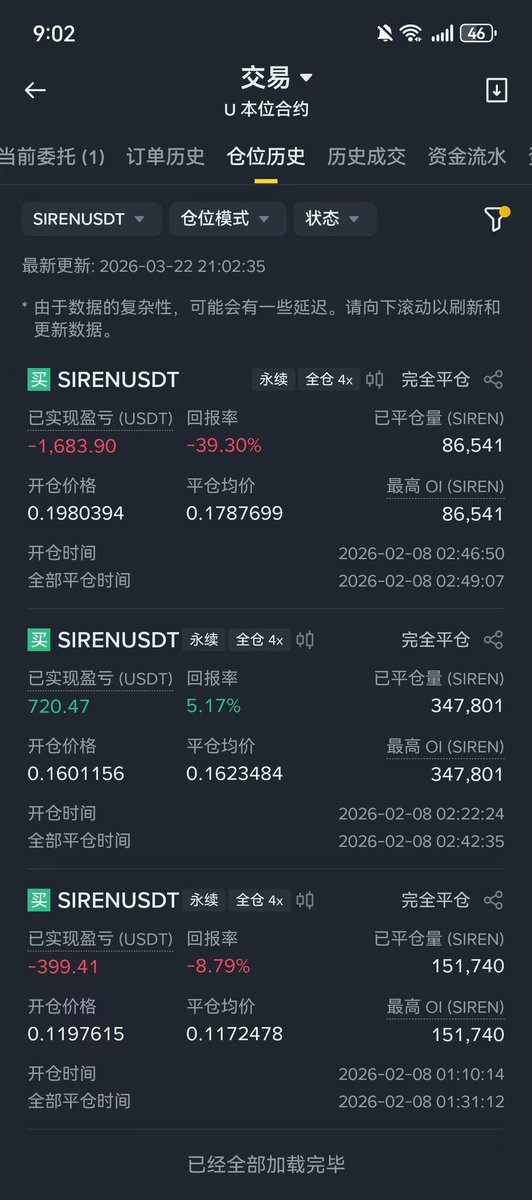 9:02
46
交易
U 本位合约
当前委托 (1) 订单历史 仓位历史 历史成交 资金流水
SIRENUSDT 仓位模式 状态
最新更新: 2026-03-22 21:02:35
* 由于数据的复杂性，可能会有一些延迟。请向下滚动以刷新和
更新数据。
买 SIRENUSDT 永续 全仓 4x 完全平仓
已实现盈亏 (USDT) 回报率 已平仓量 (SIREN)
-1,683.90 -39.30% 86,541
开仓价格 平仓均价 最高 OI (SIREN)
0.1980394 0.1787699 86,541
开仓时间 2026-02-08 02:46:50
全部平仓时间 2026-02-08 02:49:07
买 SIRENUSDT 永续 全仓 4x 完全平仓
已实现盈亏 (USDT) 回报率 已平仓量 (SIREN)
720.47 5.17% 347,801
开仓价格 平仓均价 最高 OI (SIREN)
0.1601156 0.1623484 347,801
开仓时间 2026-02-08 02:22:24
全部平仓时间 2026-02-08 02:42:35
买 SIRENUSDT 永续 全仓 4x 完全平仓
已实现盈亏 (USDT) 回报率 已平仓量 (SIREN)
-399.41 -8.79% 151,740
开仓价格 平仓均价 最高 OI (SIREN)
0.1197615 0.1172478 151,740
开仓时间 2026-02-08 01:10:14
全部平仓时间 2026-02-08 01:31:12
已经全部加载完毕